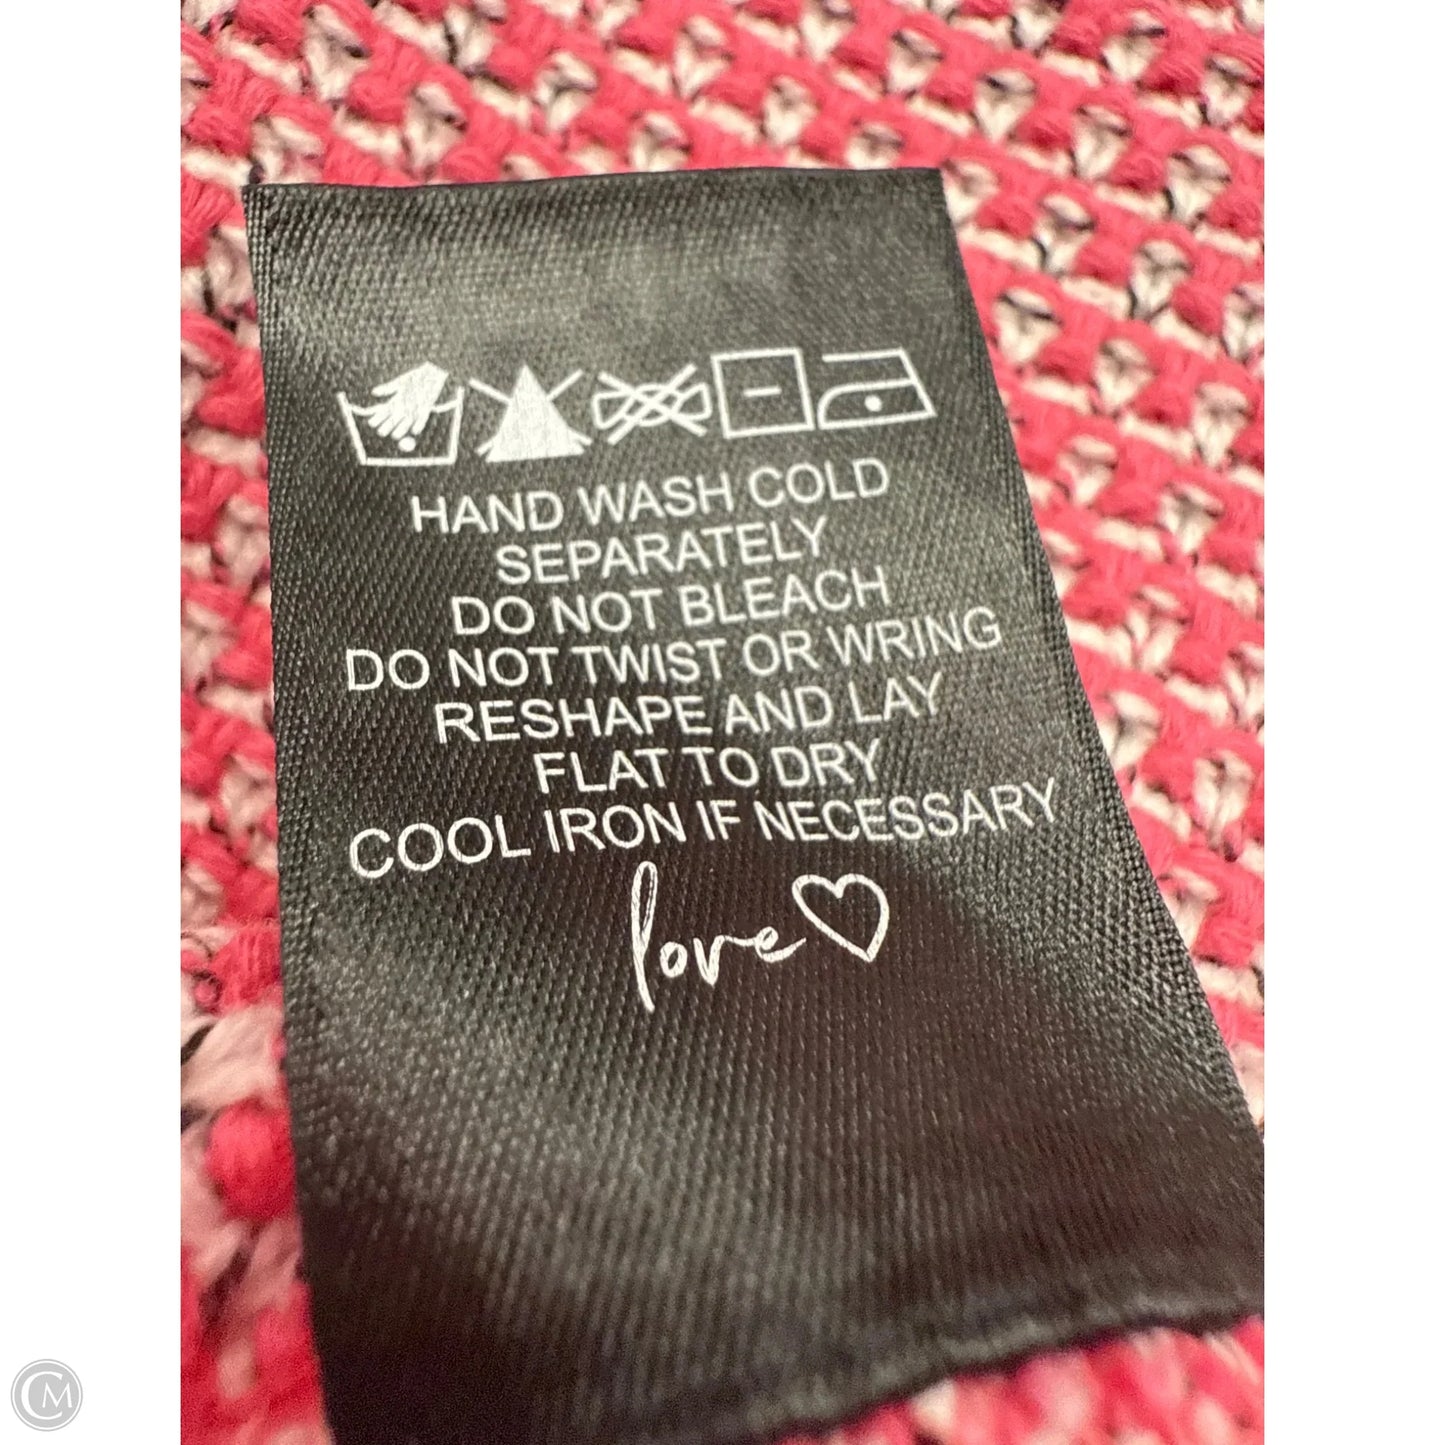 HAND WASH COLD
SEPARATELY
DO NOT BLEACH
DO NOT TWIST OR WRING
RESHAPE AND LAY
FLAT TO DRY
COOL IRON IF NECESSARY
love
CM